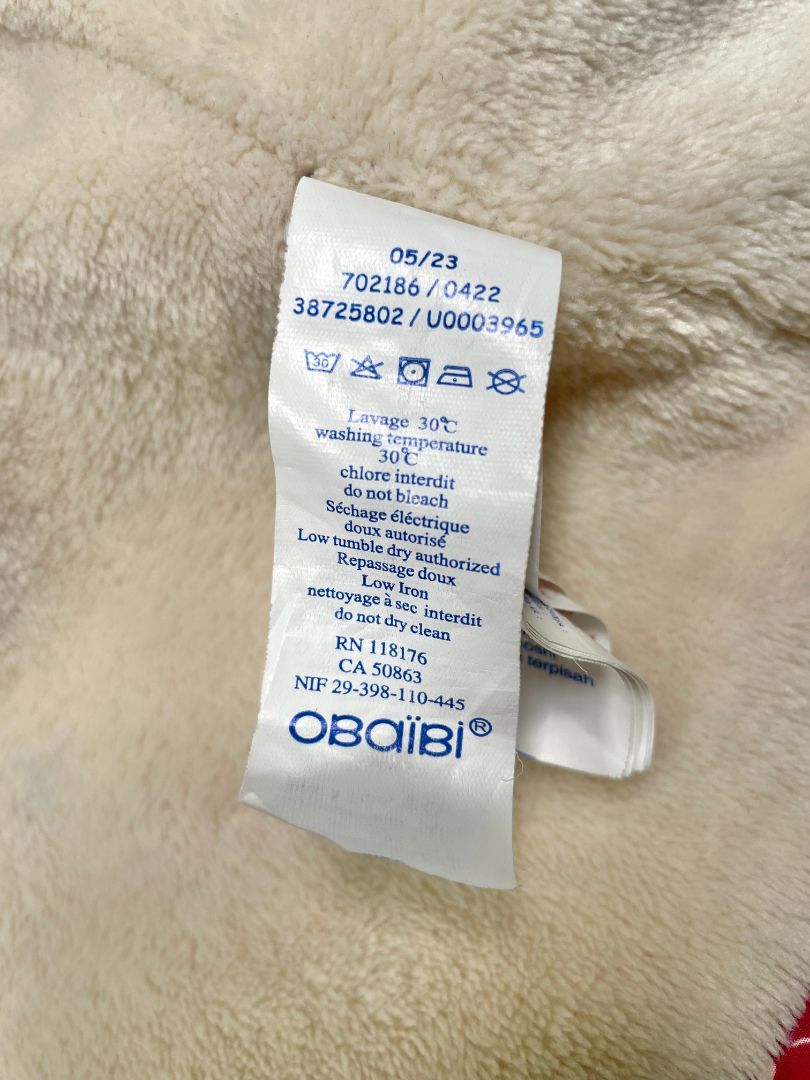 05/23
702186 / 0422
38725802 / U0003965
30
Lavage 30℃
washing temperature
30℃
chlore interdit
do not bleach
Séchage éléctrique
doux autorisé
Low tumble dry authorized
Repassage doux
Low Iron
nettoyage à sec interdit
do not dry clean
RN 118176
CA 50863
NIF 29-398-110-445
OBaïBi®
terpisah